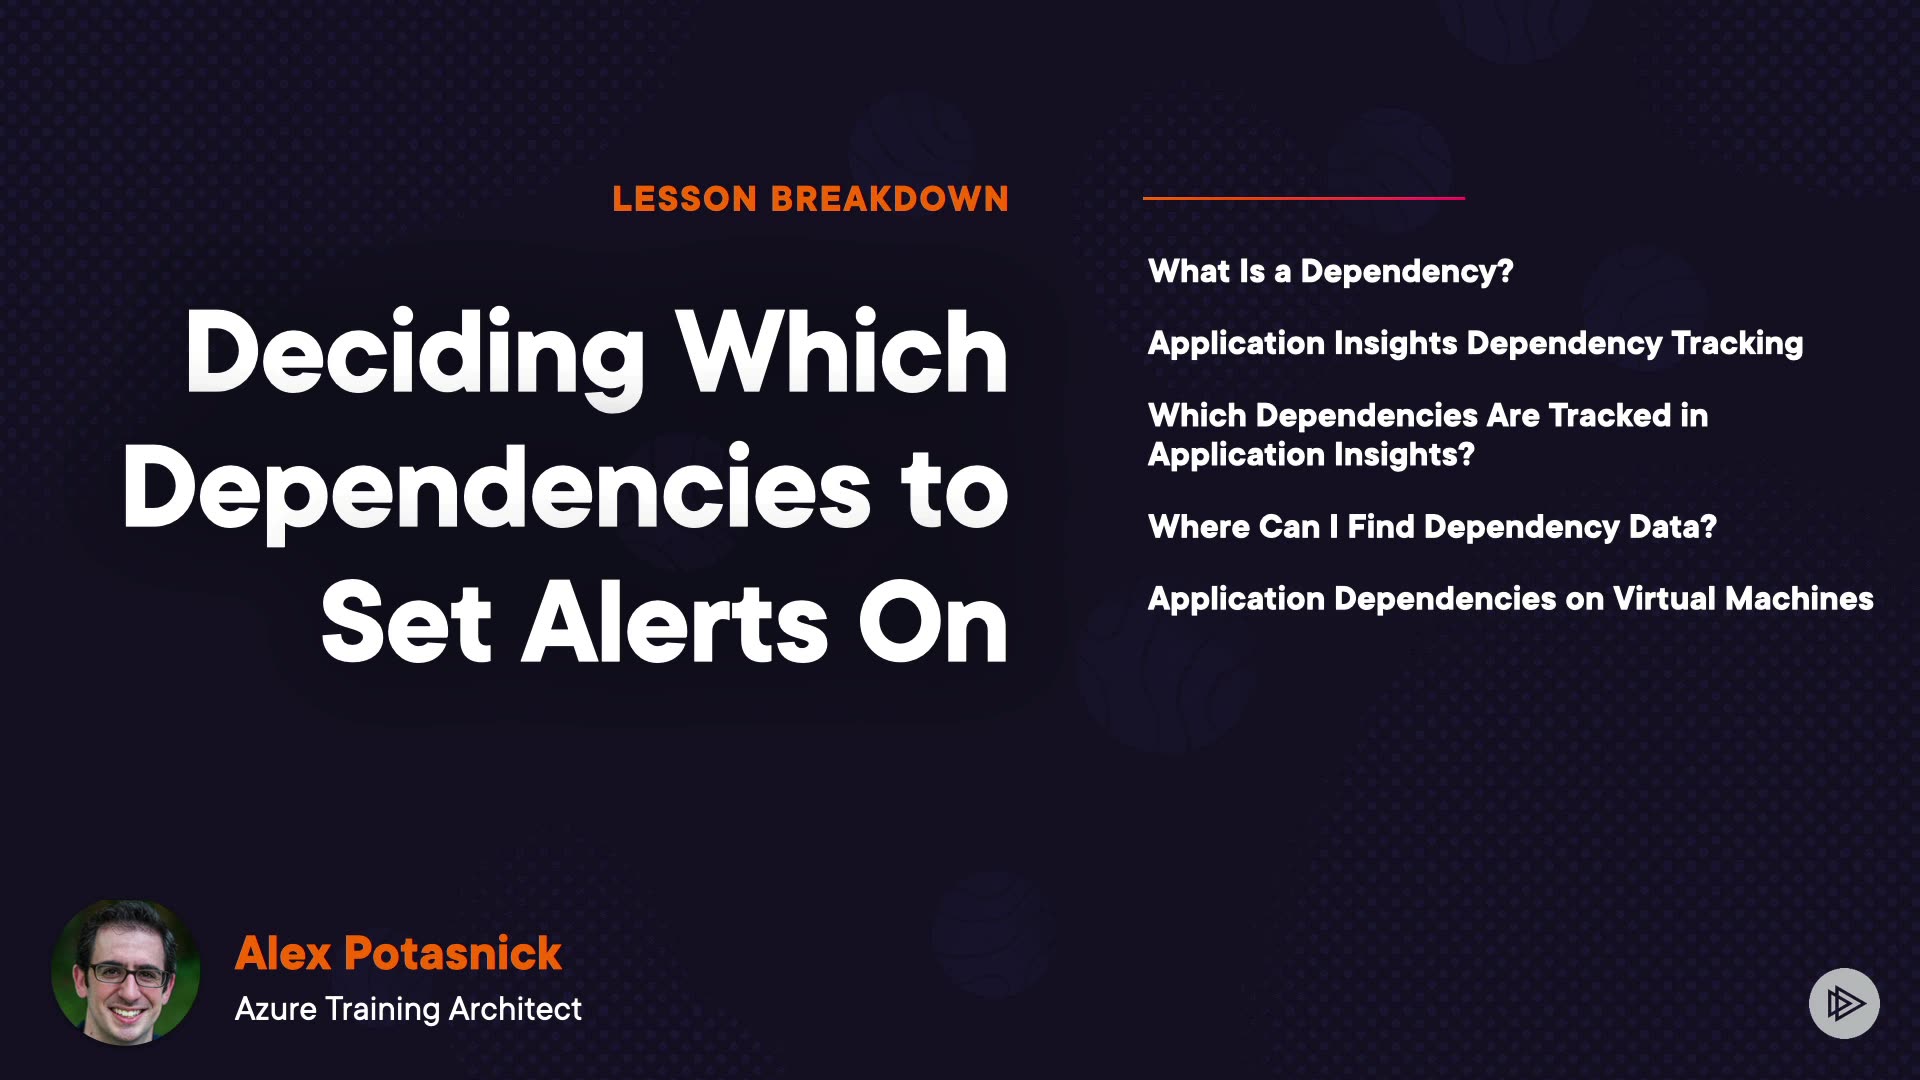 LESSON BREAKDOWN
Deciding Which
Dependencies to
Set Alerts On
What Is a Dependency?
Application Insights Dependency Tracking
Which Dependencies Are Tracked in
Application Insights?
Where Can I Find Dependency Data?
Application Dependencies on Virtual Machines
Alex Potasnick
Azure Training Architect